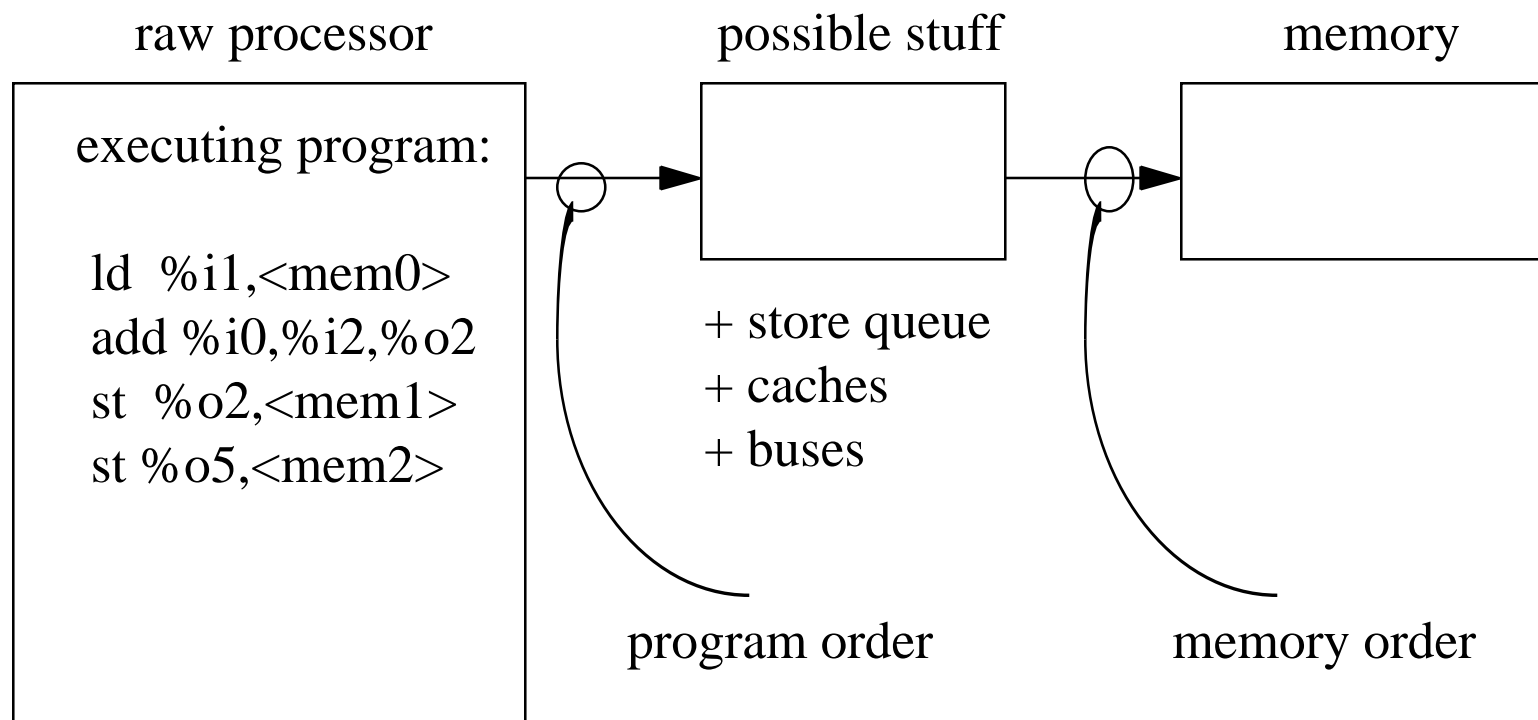 raw processor
possible stuff
memory
executing program:
ld %i1,<mem0>
add %i0,%i2,%o2
st %o2,<mem1>
st %o5,<mem2>
+ store queue
+ caches
+ buses
program order
memory order